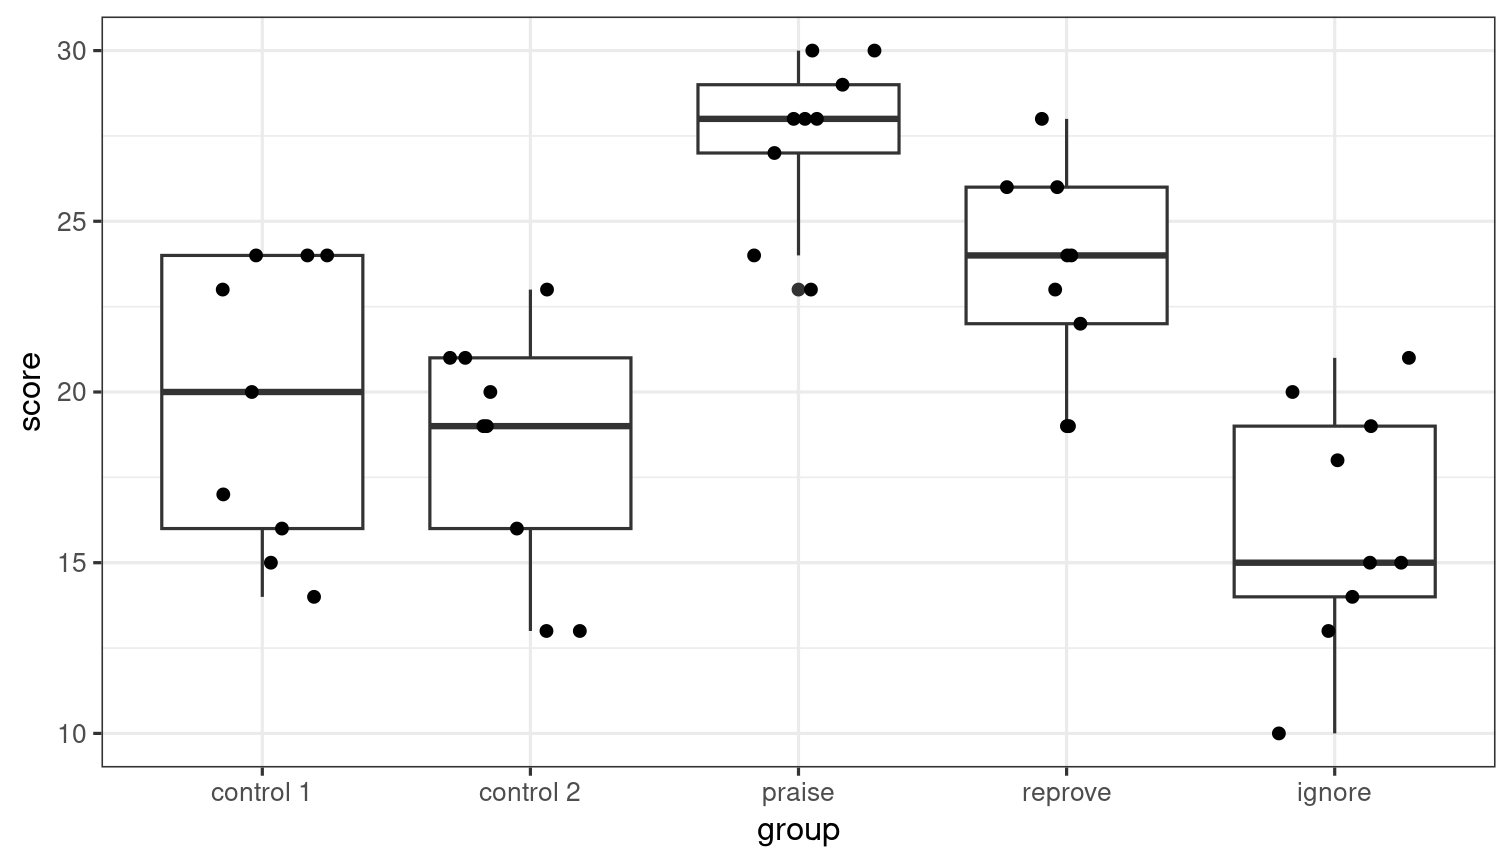 score
30
25
20
15
10
control 1
control 2
praise
reprove
ignore
group